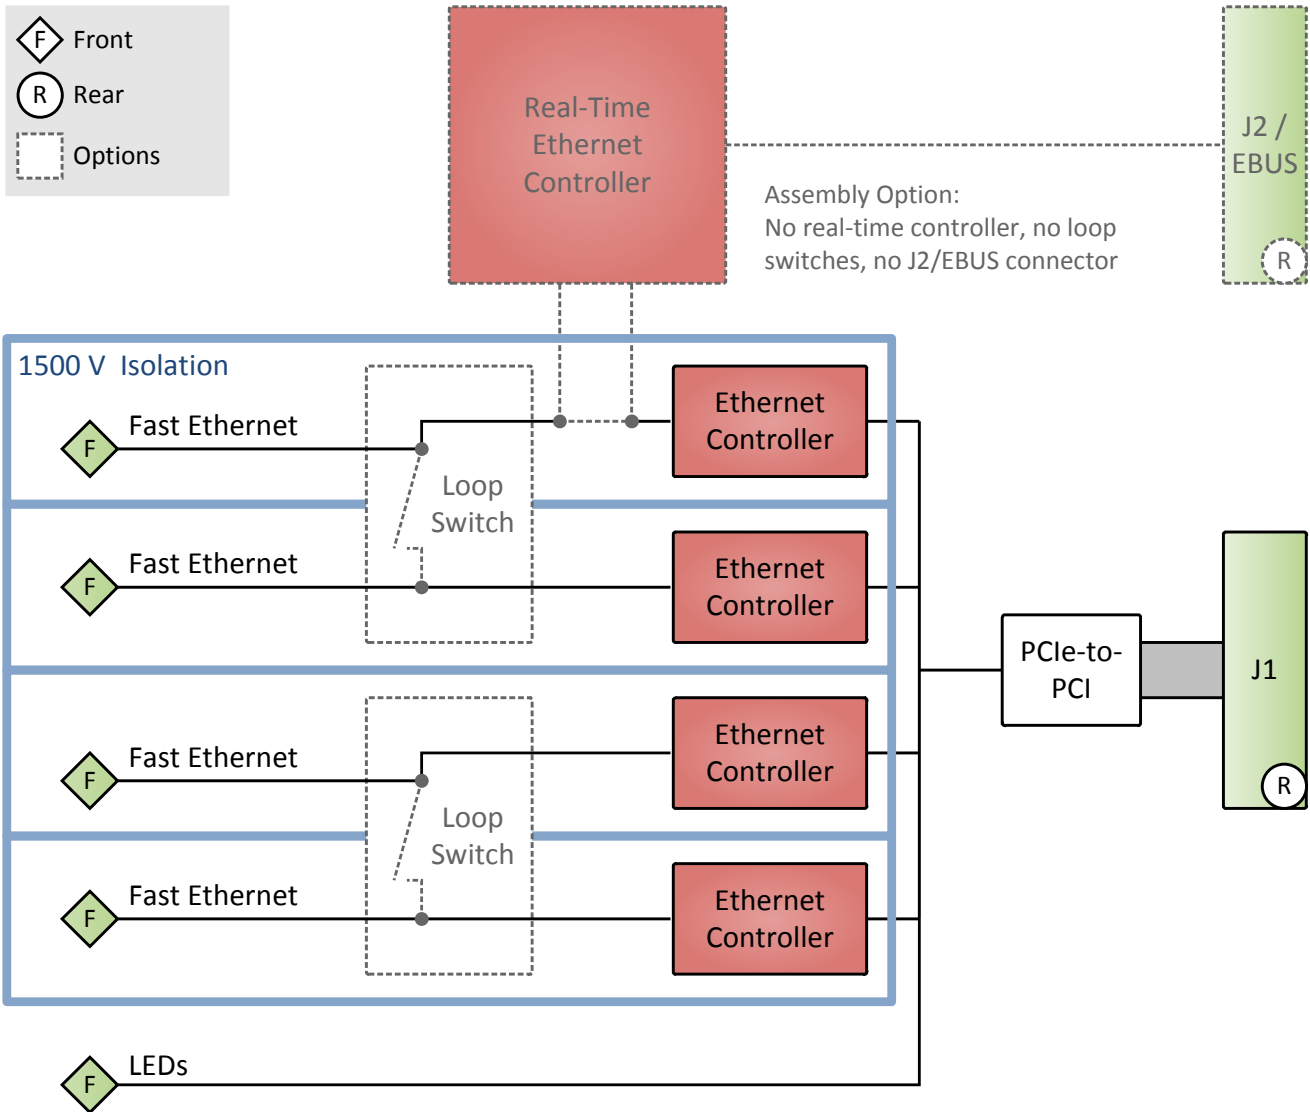 F Front
R Rear
Options
Real-Time
Ethernet
Controller
J2 /
EBUS
R
Assembly Option:
No real-time controller, no loop
switches, no J2/EBUS connector
1500 V Isolation
F
Fast Ethernet
Loop
Switch
Ethernet
Controller
F
Fast Ethernet
Ethernet
Controller
F
Fast Ethernet
Loop
Switch
Ethernet
Controller
F
Fast Ethernet
Ethernet
Controller
PCIe-to-
PCI
J1
R
F
LEDs